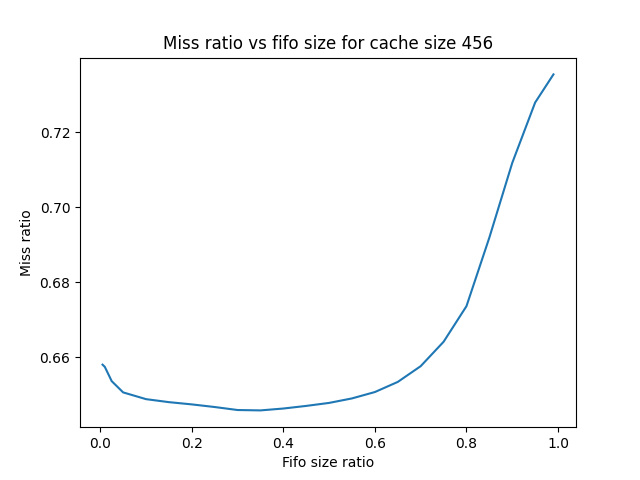 Miss ratio vs fifo size for cache size 456
Miss ratio
0.72
0.70
0.68
0.66
0.0 0.2 0.4 0.6 0.8 1.0
Fifo size ratio